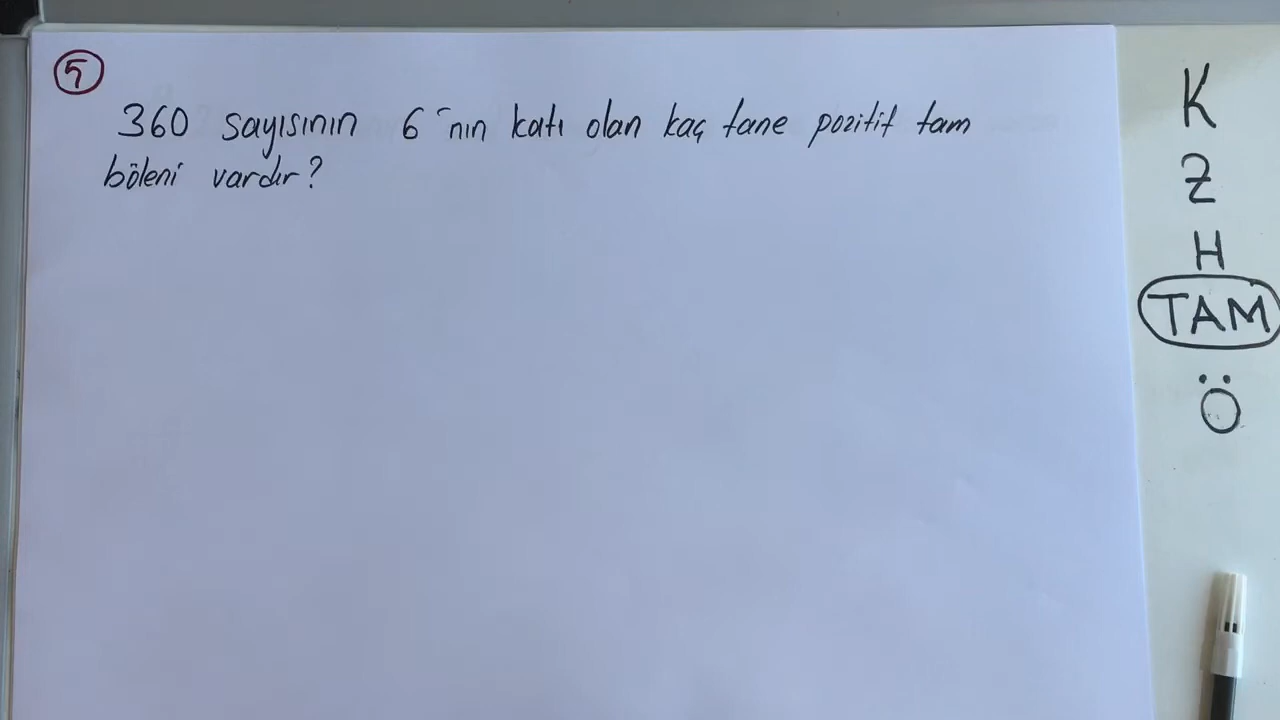 5
360 sayısının 6'nın katı olan kaç tane pozitif tam
böleni vardır?
K
Z
H
TAM
Ö